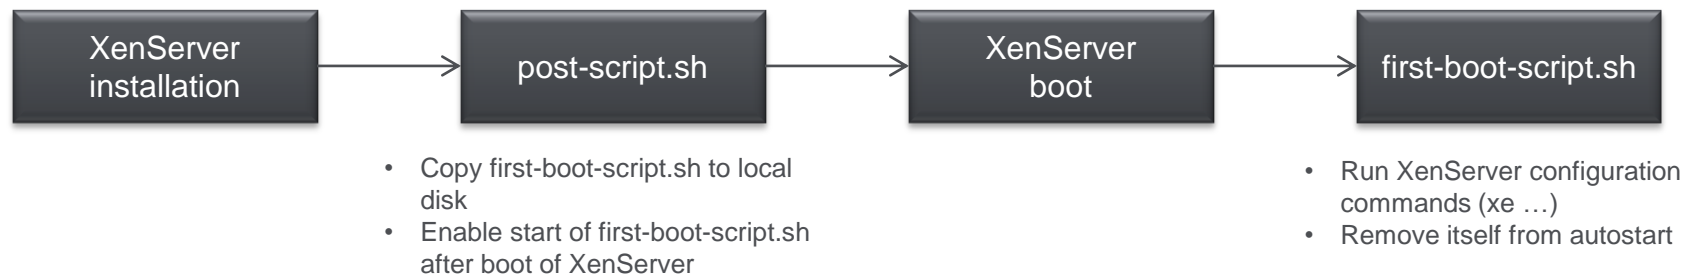 XenServer
installation
post-script.sh
XenServer
boot
first-boot-script.sh
• Copy first-boot-script.sh to local
disk
• Enable start of first-boot-script.sh
after boot of XenServer
• Run XenServer configuration
commands (xe …)
• Remove itself from autostart